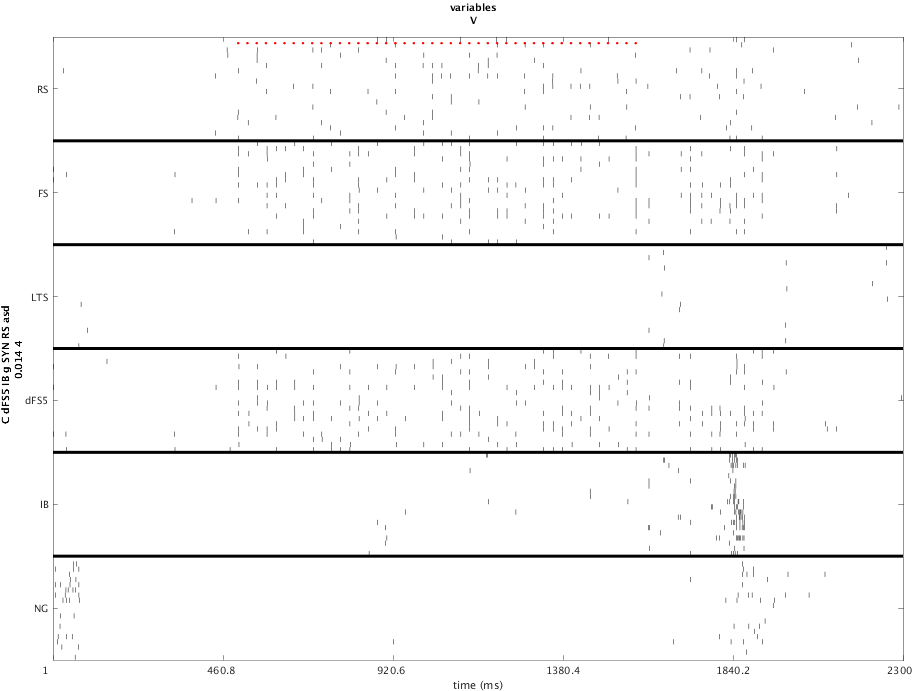 variables
V
RS
FS
LTS
dFS5
IB
NG
C dFS5 IB g SYN RS asd
0.014 4
1
460.8
920.6
1380.4
1840.2
2300
time (ms)